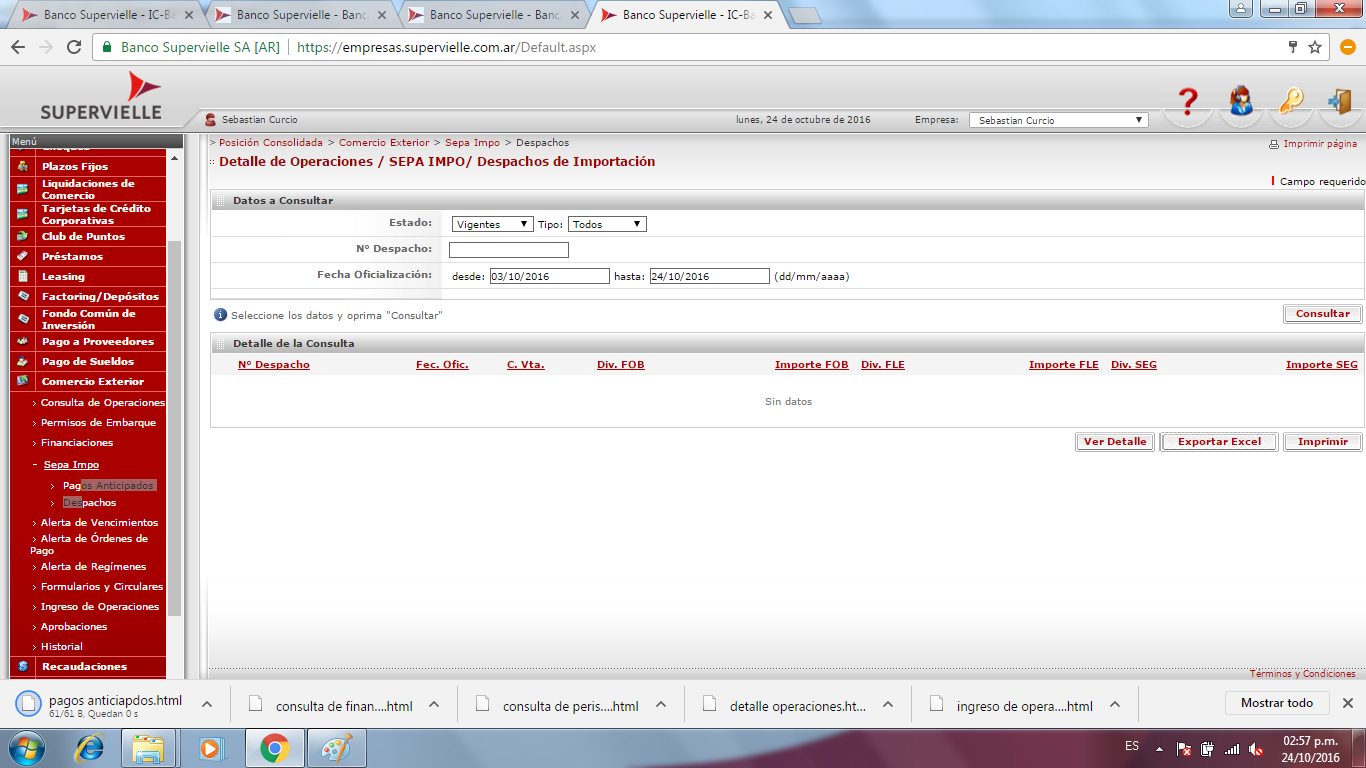 Banco Supervielle - IC-Ba
Banco Supervielle - Banc
Banco Supervielle - Banc
Banco Supervielle - IC-Ba
Banco Supervielle SA [AR]
https://empresas.supervielle.com.ar/Default.aspx
SUPERVIELLE
Sebastian Curcio
lunes, 24 de octubre de 2016
Empresa:
Sebastian Curcio
Menú
> Posición Consolidada > Comercio Exterior > Sepa Impo > Despachos
Imprimir página
Detalle de Operaciones / SEPA IMPO/ Despachos de Importación
Campo requerido
Plazos Fijos
Liquidaciones de
Comercio
Tarjetas de Crédito
Corporativas
Club de Puntos
Préstamos
Leasing
Factoring/Depósitos
Fondo Común de
Inversión
Pago a Proveedores
Pago de Sueldos
Comercio Exterior
Consulta de Operaciones
Permisos de Embarque
Financiaciones
Sepa Impo
Pagos Anticipados
Despachos
Alerta de Vencimientos
Alerta de Órdenes de
Pago
Alerta de Regímenes
Formularios y Circulares
Ingreso de Operaciones
Aprobaciones
Historial
Recaudaciones
Datos a Consultar
Estado: Vigentes Tipo: Todos
Nº Despacho:
Fecha Oficialización: desde: 03/10/2016 hasta: 24/10/2016 (dd/mm/aaaa)
Seleccione los datos y oprima "Consultar"
Consultar
Detalle de la Consulta
Nº Despacho Fec. Ofic. C. Vta. Div. FOB Importe FOB Div. FLE Importe FLE Div. SEG Importe SEG
Sin datos
Ver Detalle Exportar Excel Imprimir
Términos y Condiciones
pagos anticiapdos.html
61/61 B, Quedan 0 s
consulta de finan....html
consulta de peris....html
detalle operaciones.ht...
ingreso de opera....html
Mostrar todo
ES
02:57 p.m.
24/10/2016